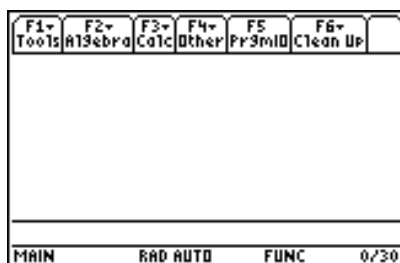 F1▾ F2▾ F3▾ F4▾ F5 F6▾
Tools Algebra Calc Other PrgmIO Clean Up
MAIN RAD AUTO FUNC 0/30